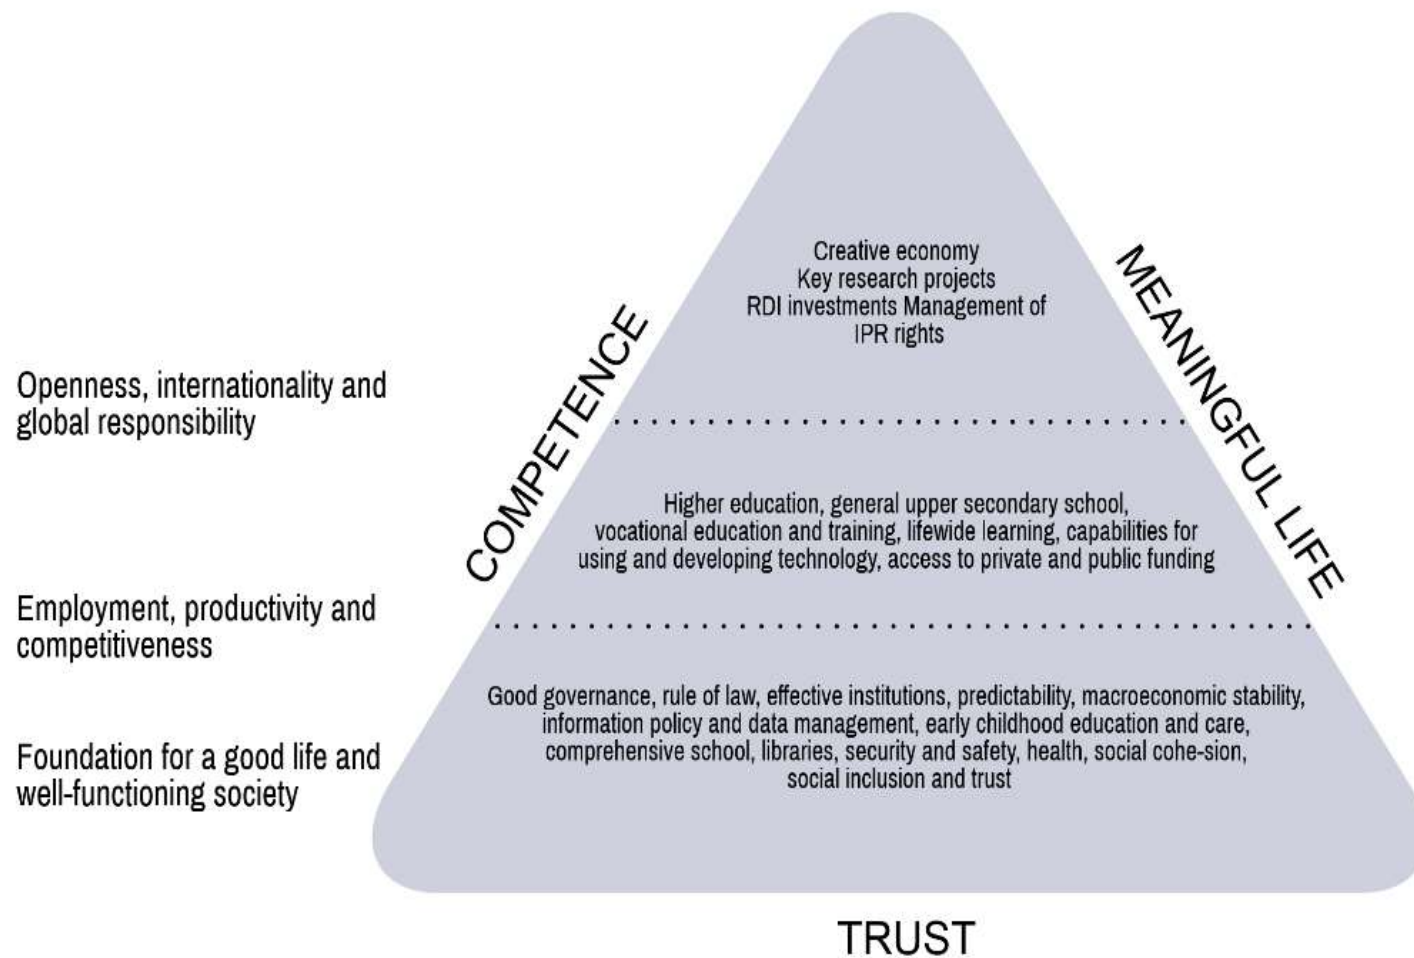 Creative economy
Key research projects
RDI investments Management of
IPR rights
COMPETENCE
MEANINGFUL LIFE
Openness, internationality and
global responsibility
Higher education, general upper secondary school,
vocational education and training, lifewide learning, capabilities for
using and developing technology, access to private and public funding
Employment, productivity and
competitiveness
Good governance, rule of law, effective institutions, predictability, macroeconomic stability,
information policy and data management, early childhood education and care,
comprehensive school, libraries, security and safety, health, social cohe-sion,
social inclusion and trust
Foundation for a good life and
well-functioning society
TRUST